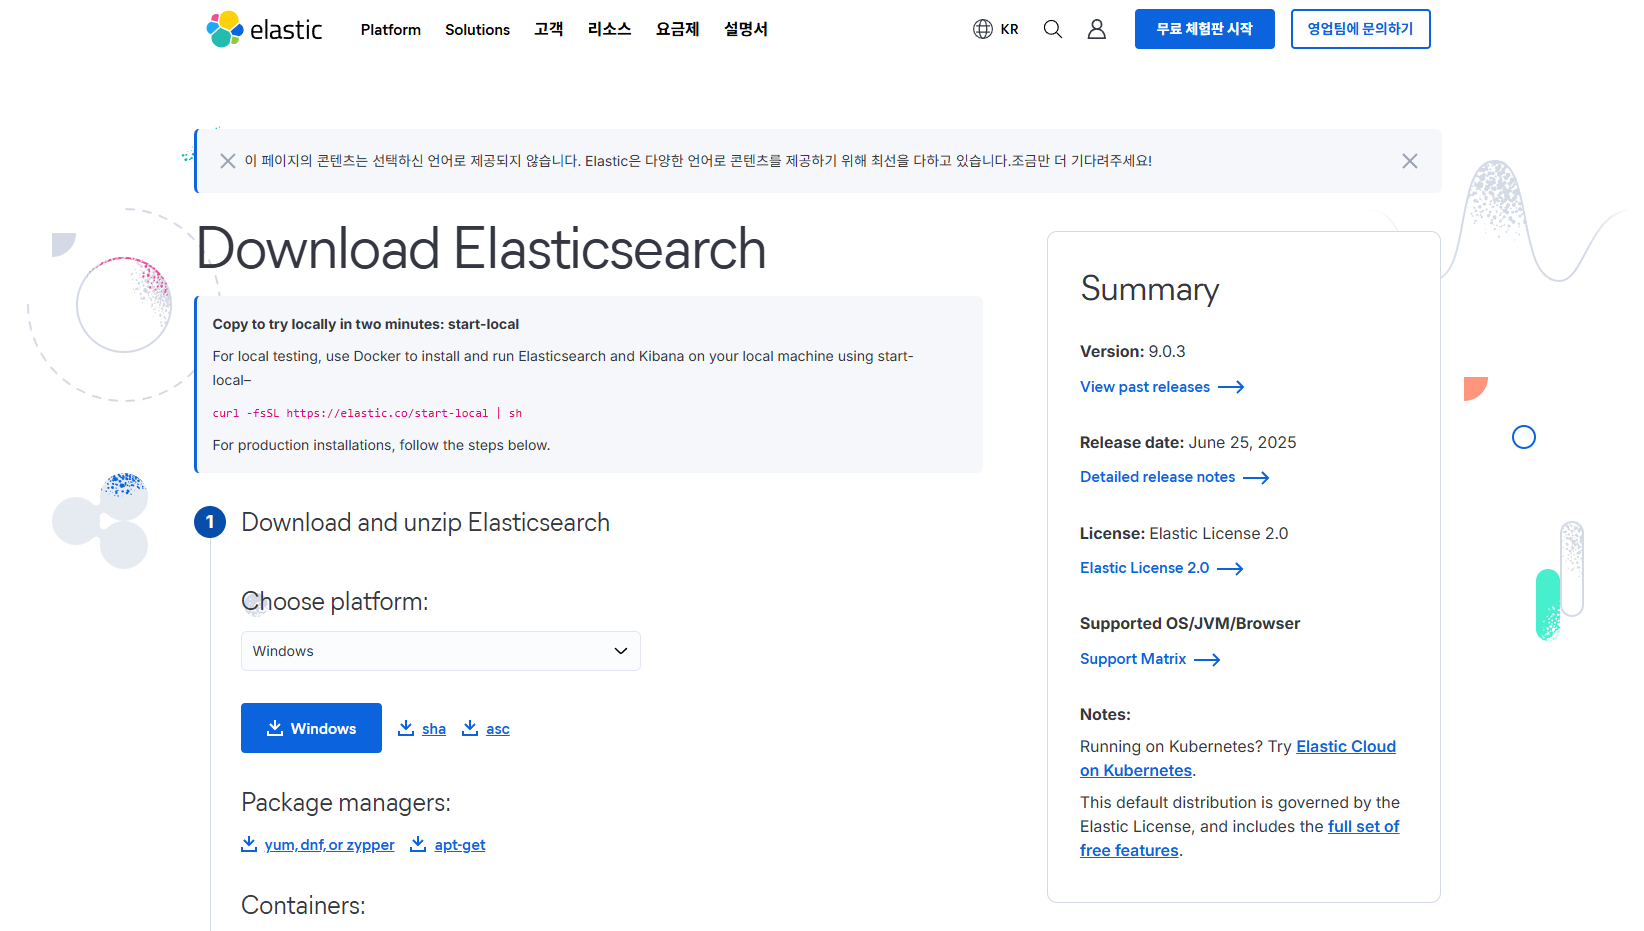 elastic
Platform
Solutions
고객
리소스
요금제
설명서
KR
무료 체험판 시작
영업팀에 문의하기
이 페이지의 콘텐츠는 선택하신 언어로 제공되지 않습니다. Elastic은 다양한 언어로 콘텐츠를 제공하기 위해 최선을 다하고 있습니다.조금만 더 기다려주세요!
Download Elasticsearch
Copy to try locally in two minutes: start-local
For local testing, use Docker to install and run Elasticsearch and Kibana on your local machine using start-
local–
curl -fsSL https://elastic.co/start-local | sh
For production installations, follow the steps below.
1
Download and unzip Elasticsearch
Choose platform:
Windows
Windows
sha
asc
Package managers:
yum, dnf, or zypper
apt-get
Containers:
Summary
Version: 9.0.3
View past releases
Release date: June 25, 2025
Detailed release notes
License: Elastic License 2.0
Elastic License 2.0
Supported OS/JVM/Browser
Support Matrix
Notes:
Running on Kubernetes? Try Elastic Cloud
on Kubernetes.
This default distribution is governed by the
Elastic License, and includes the full set of
free features.